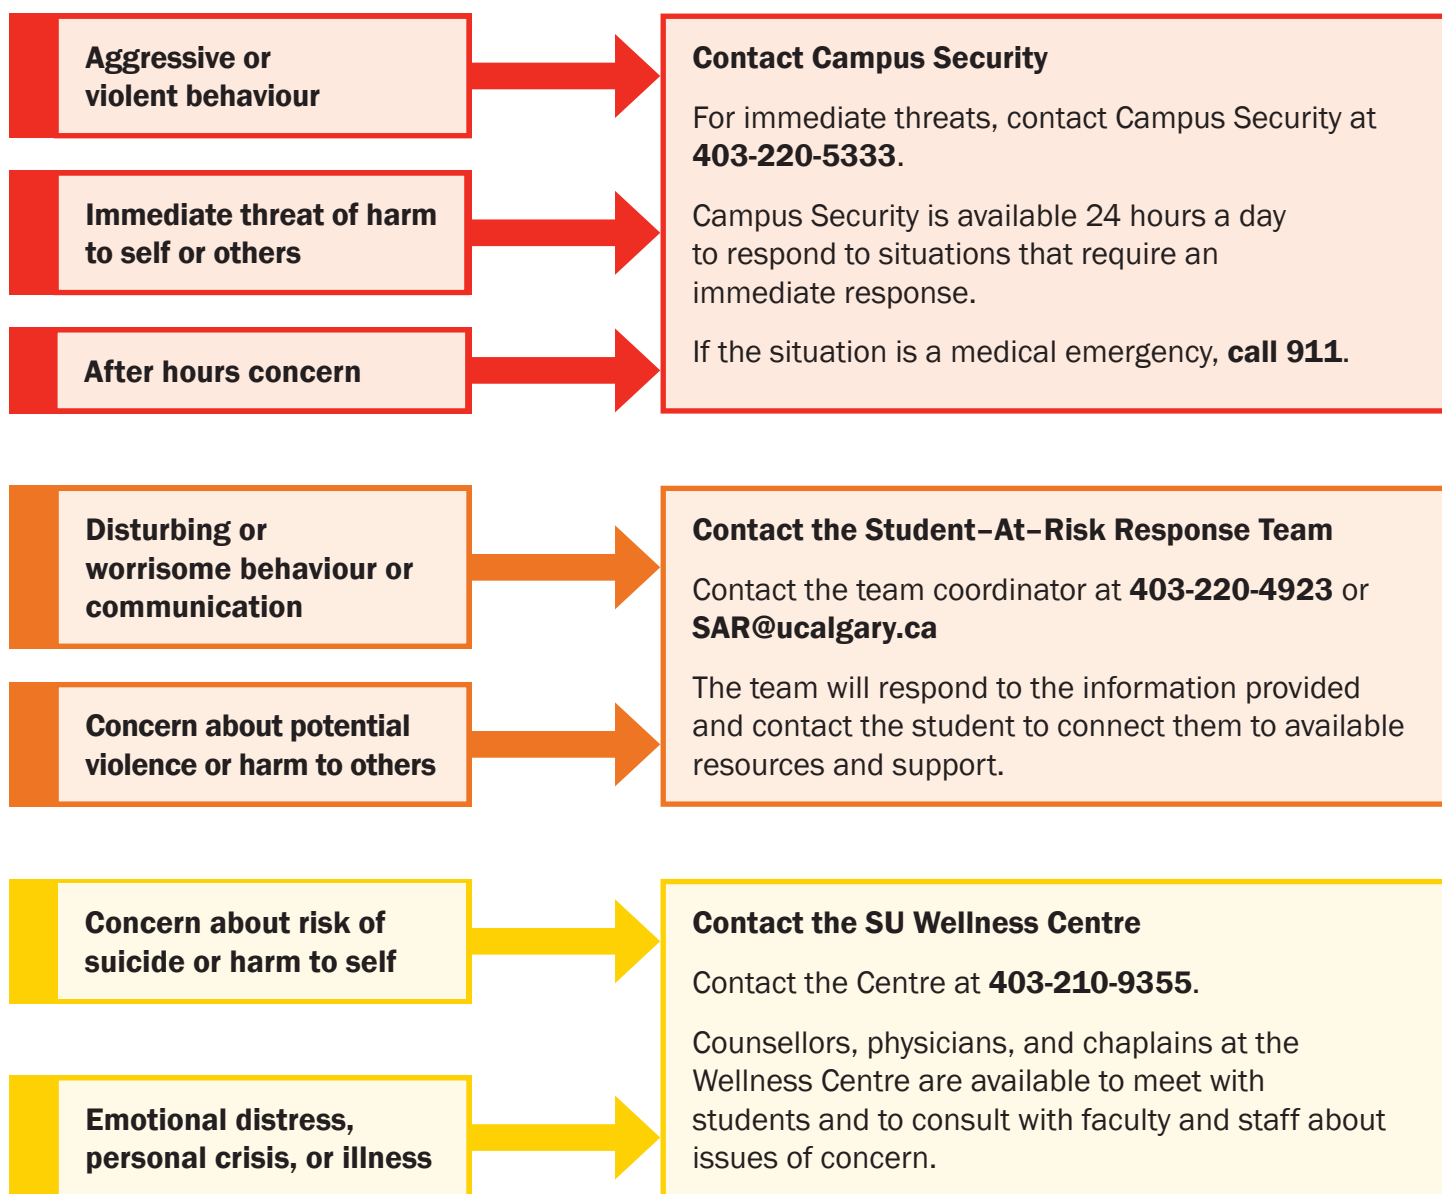 Aggressive or
violent behaviour
Immediate threat of harm
to self or others
After hours concern
Contact Campus Security
For immediate threats, contact Campus Security at
403-220-5333.
Campus Security is available 24 hours a day
to respond to situations that require an
immediate response.
If the situation is a medical emergency, call 911.
Disturbing or
worrisome behaviour or
communication
Concern about potential
violence or harm to others
Contact the Student–At–Risk Response Team
Contact the team coordinator at 403-220-4923 or
SAR@ucalgary.ca
The team will respond to the information provided
and contact the student to connect them to available
resources and support.
Concern about risk of
suicide or harm to self
Emotional distress,
personal crisis, or illness
Contact the SU Wellness Centre
Contact the Centre at 403-210-9355.
Counsellors, physicians, and chaplains at the
Wellness Centre are available to meet with
students and to consult with faculty and staff about
issues of concern.